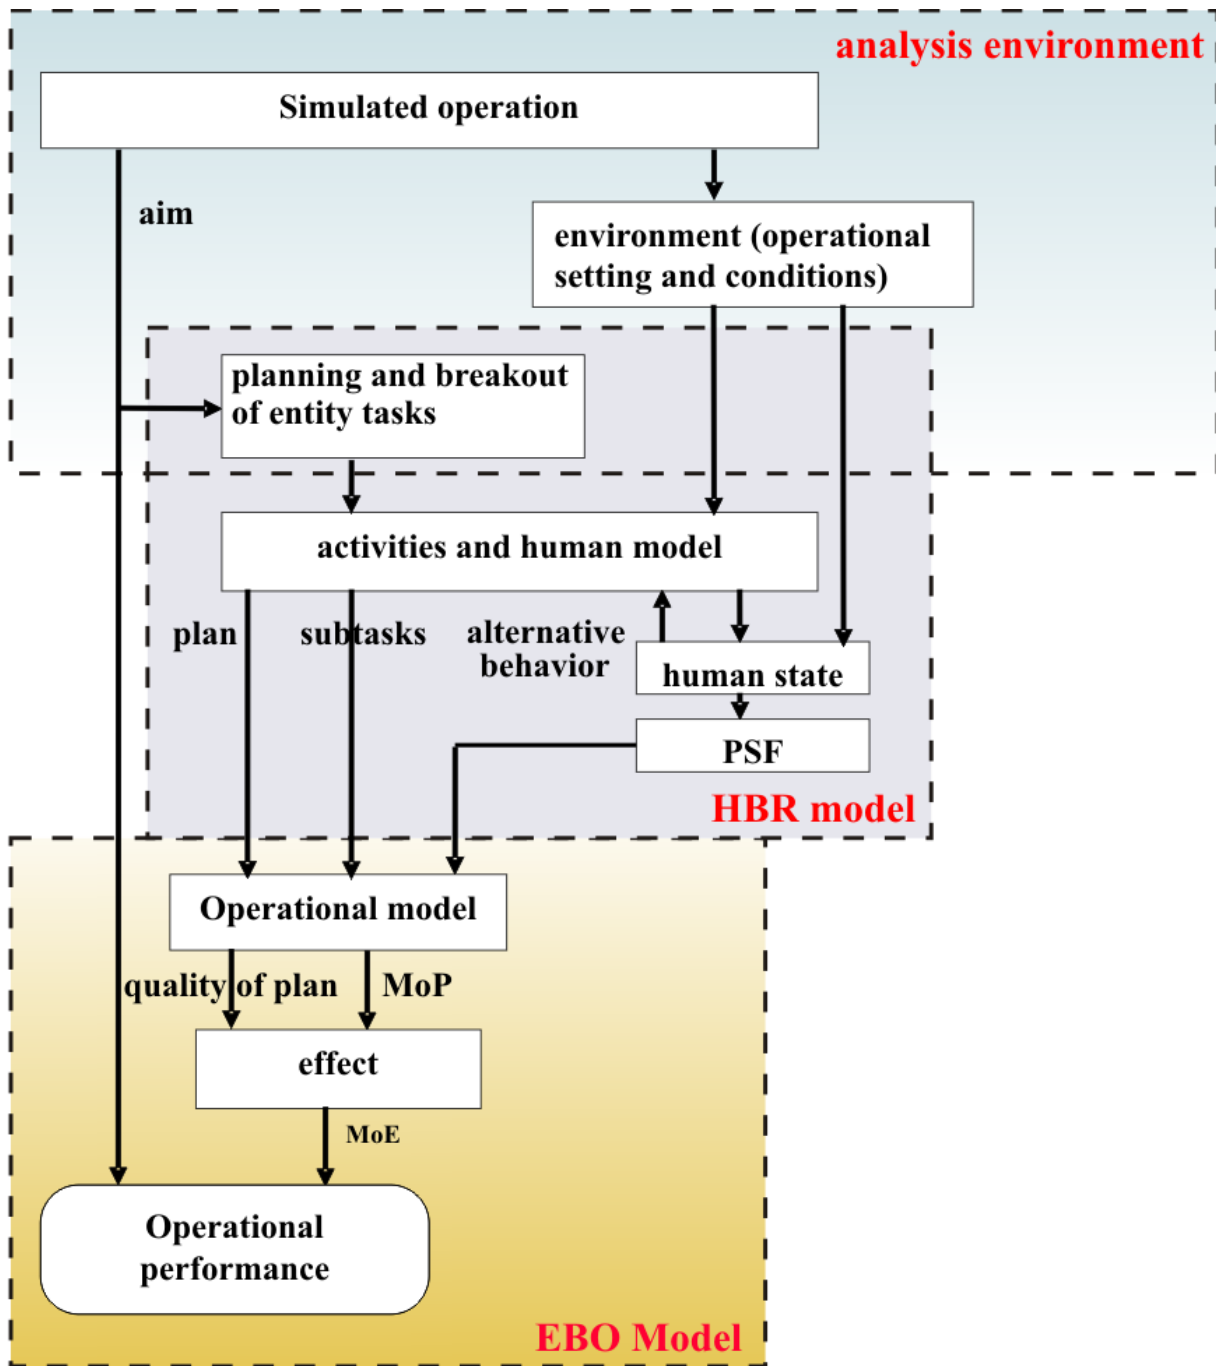 analysis environment
Simulated operation
aim
environment (operational
setting and conditions)
planning and breakout
of entity tasks
activities and human model
plan
subtasks
alternative
behavior
human state
PSF
HBR model
Operational model
quality of plan
MoP
effect
MoE
Operational
performance
EBO Model